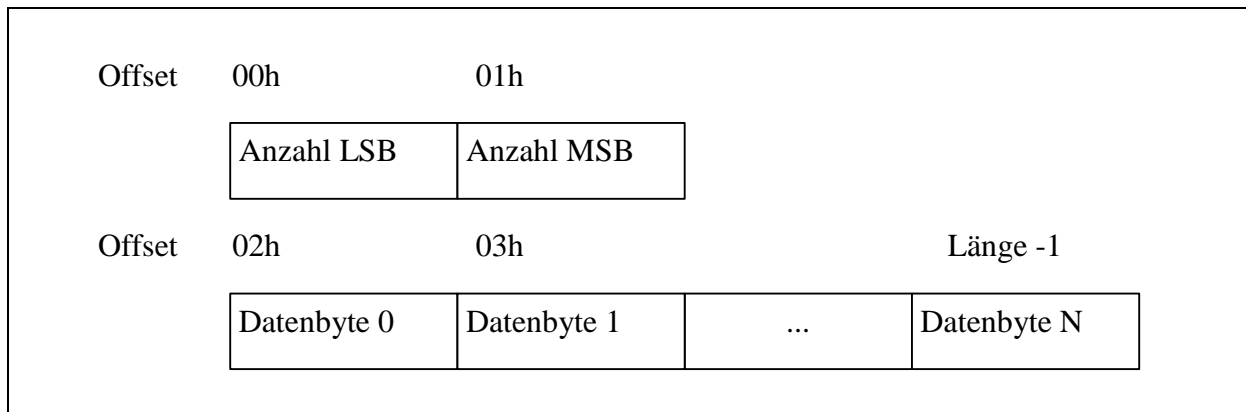 Offset 00h 01h
Anzahl LSB Anzahl MSB
Offset 02h 03h Länge -1
Datenbyte 0 Datenbyte 1 ... Datenbyte N